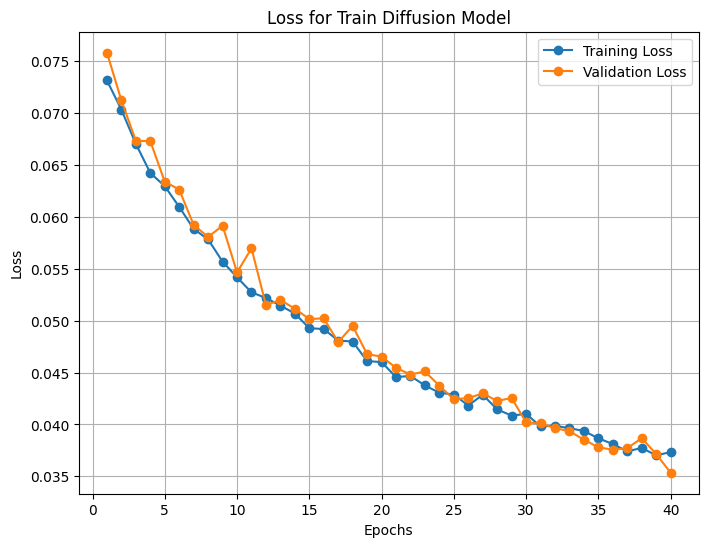 Loss for Train Diffusion Model
Training Loss
Validation Loss
0.075
0.070
0.065
0.060
0.055
0.050
0.045
0.040
0.035
Loss
0 5 10 15 20 25 30 35 40
Epochs